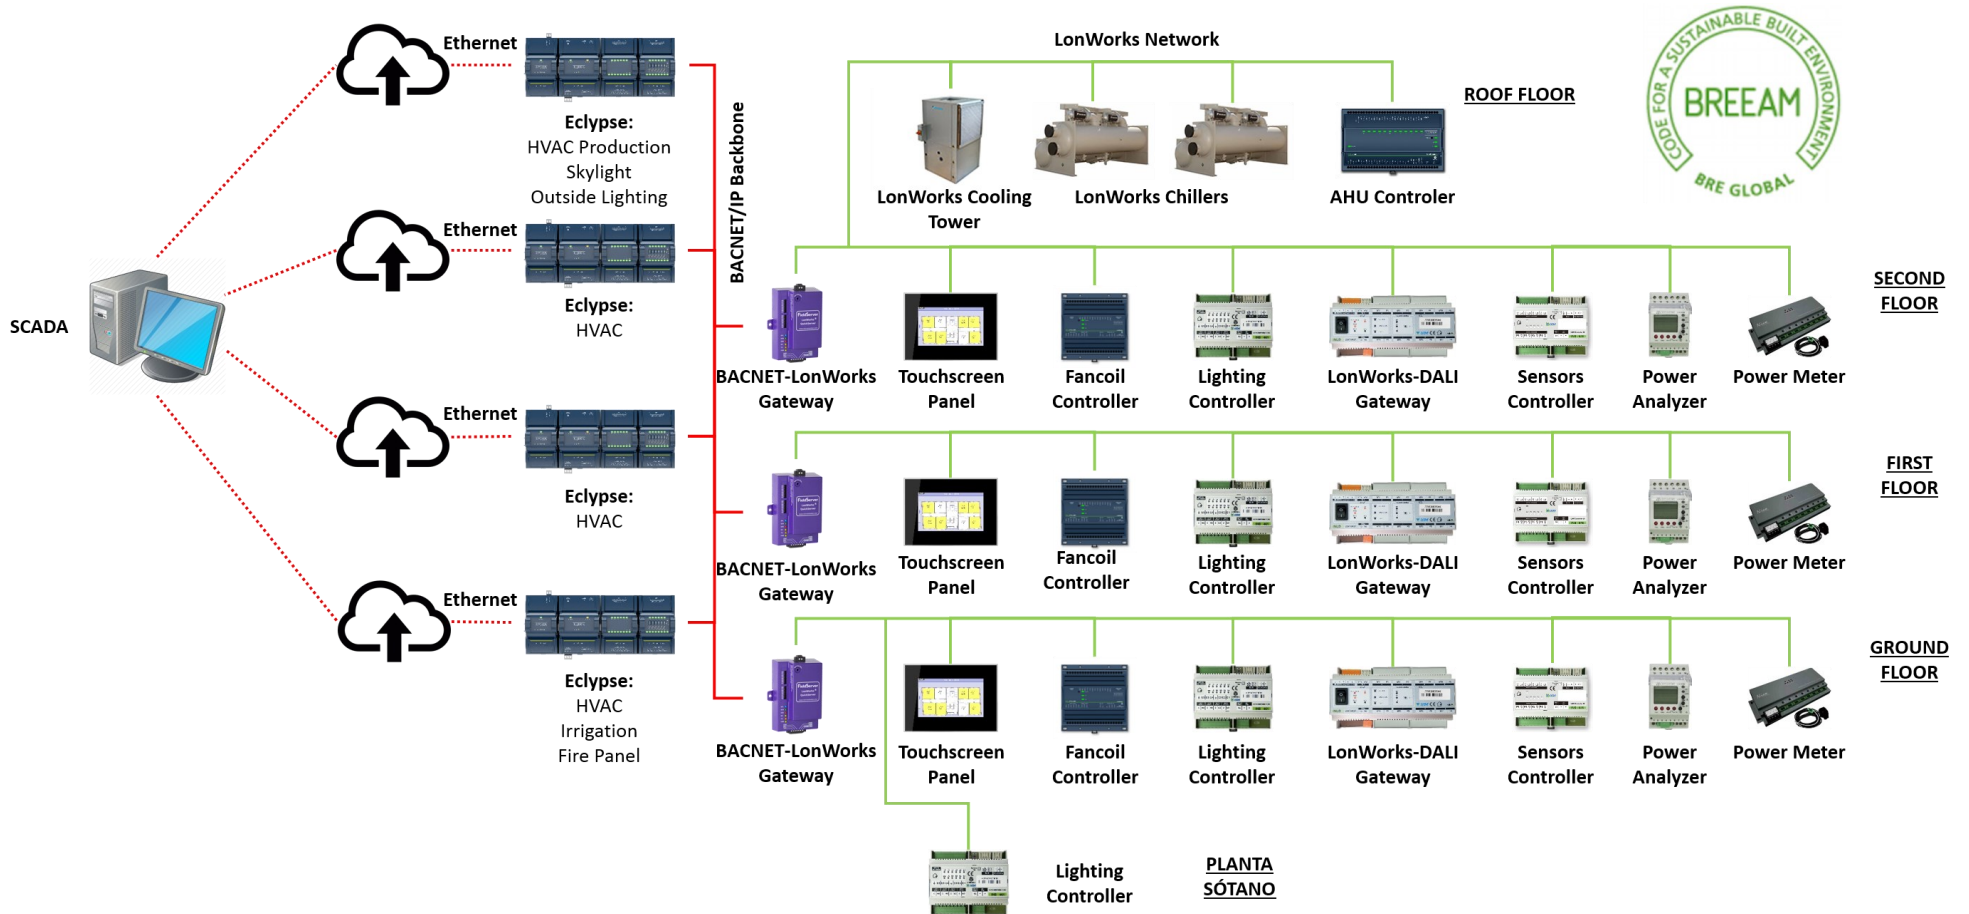 LonWorks Network
ROOF FLOOR
CODE FOR A SUSTAINABLE BUILT ENVIRONMENT
BREEAM
BRE GLOBAL
LonWorks Cooling
Tower
LonWorks Chillers
AHU Controler
SCADA
Ethernet
Eclypse:
HVAC Production
Skylight
Outside Lighting
Ethernet
Eclypse:
HVAC
Ethernet
Eclypse:
HVAC
Ethernet
Eclypse:
HVAC
Irrigation
Fire Panel
BACNET/IP Backbone
SECOND
FLOOR
BACNET-LonWorks
Gateway
Touchscreen
Panel
Fancoil
Controller
Lighting
Controller
LonWorks-DALI
Gateway
Sensors
Controller
Power
Analyzer
Power Meter
FIRST
FLOOR
BACNET-LonWorks
Gateway
Touchscreen
Panel
Fancoil
Controller
Lighting
Controller
LonWorks-DALI
Gateway
Sensors
Controller
Power
Analyzer
Power Meter
GROUND
FLOOR
BACNET-LonWorks
Gateway
Touchscreen
Panel
Fancoil
Controller
Lighting
Controller
LonWorks-DALI
Gateway
Sensors
Controller
Power
Analyzer
Power Meter
Lighting
Controller
PLANTA
SÓTANO